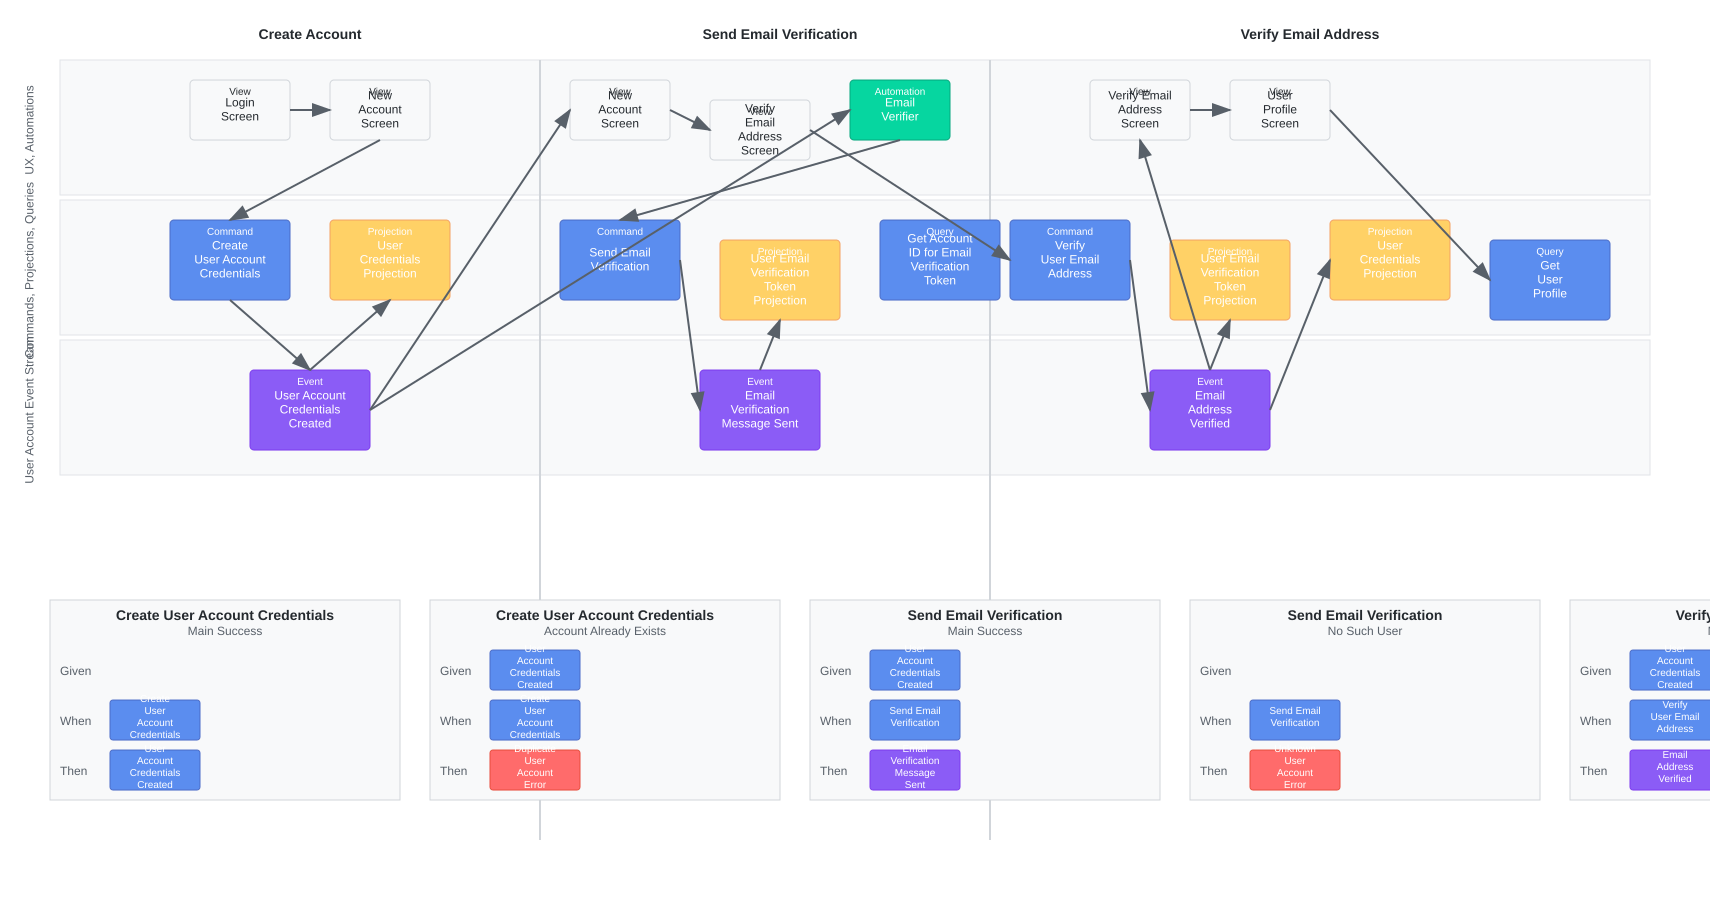 Create Account
Send Email Verification
Verify Email Address
UX, Automations
View
Login
Screen
View
New
Account
Screen
View
New
Account
Screen
View
Verify
Email
Address
Screen
Automation
Email
Verifier
View
Verify Email
Address
Screen
View
User
Profile
Screen
Commands, Projections, Queries
Command
Create
User Account
Credentials
Projection
User
Credentials
Projection
Command
Send Email
Verification
Projection
User Email
Verification
Token
Projection
Query
Get Account
ID for Email
Verification
Token
Command
Verify
User Email
Address
Projection
User Email
Verification
Token
Projection
Projection
User
Credentials
Projection
Query
Get
User
Profile
User Account Event Stream
Event
User Account
Credentials
Created
Event
Email
Verification
Message Sent
Event
Email
Address
Verified
Create User Account Credentials
Main Success
Given
When
Create
User
Account
Credentials
Then
User
Account
Credentials
Created
Create User Account Credentials
Account Already Exists
Given
User
Account
Credentials
Created
When
Create
User
Account
Credentials
Then
Duplicate
User
Account
Error
Send Email Verification
Main Success
Given
User
Account
Credentials
Created
When
Send Email
Verification
Then
Email
Verification
Message
Sent
Send Email Verification
No Such User
Given
When
Send Email
Verification
Then
Unknown
User
Account
Error
Verify
Given
User
Account
Credentials
Created
When
Verify
User Email
Address
Then
Email
Address
Verified